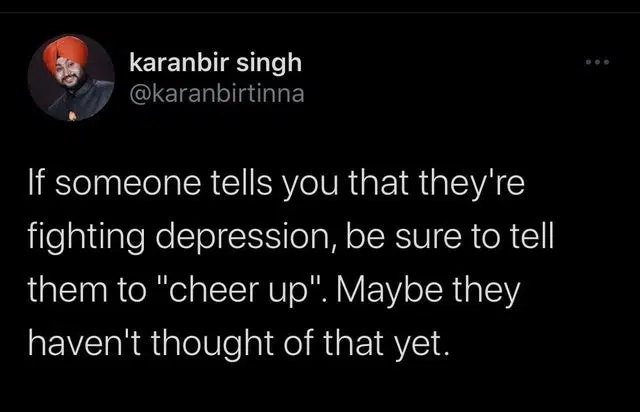 karanbir singh
@karanbirtinna
If someone tells you that they're
fighting depression, be sure to tell
them to "cheer up". Maybe they
haven't thought of that yet.